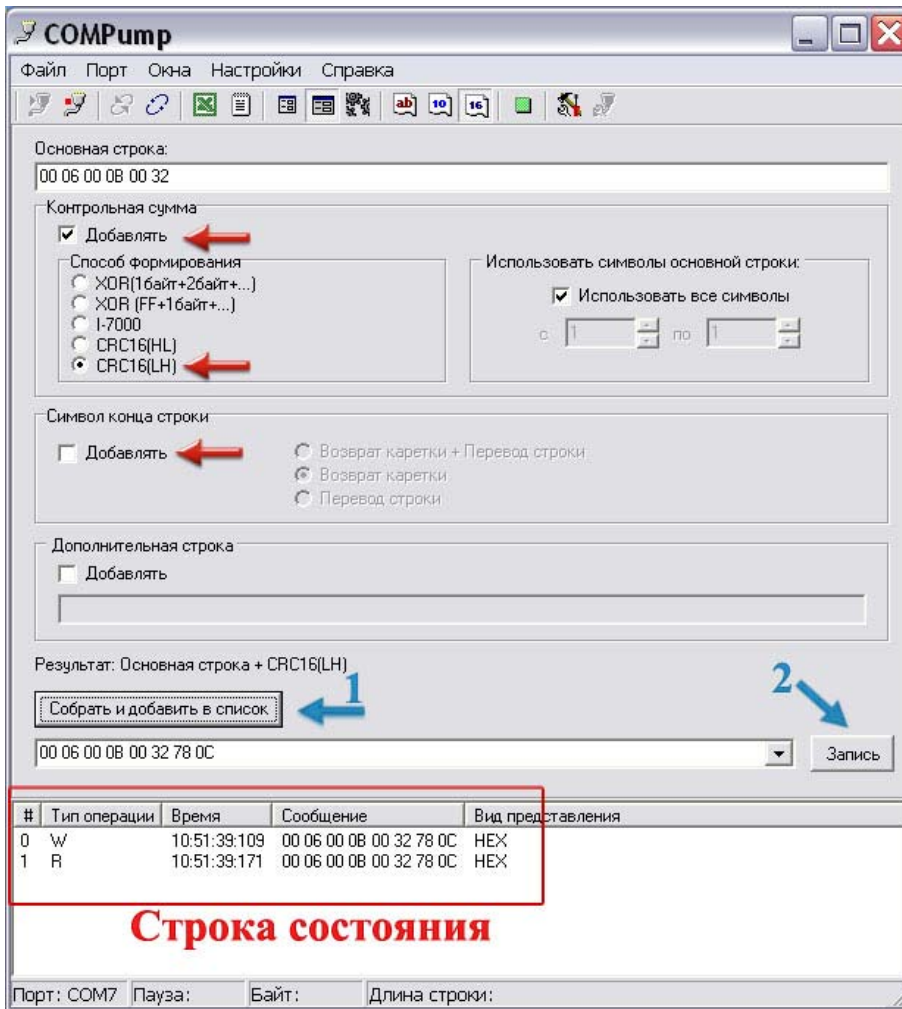 COMPump
Файл Порт Окна Настройки Справка
ab 10 16
Основная строка:
00 06 00 0B 00 32
Контрольная сумма
Добавлять
Способ формирования
XOR(1байт+2байт+...)
XOR (FF+1байт+...)
I-7000
CRC16(HL)
CRC16(LH)
Использовать символы основной строки:
Использовать все символы
с 1 по 1
Символ конца строки
Добавлять
Возврат каретки + Перевод строки
Возврат каретки
Перевод строки
Дополнительная строка
Добавлять
Результат: Основная строка + CRC16(LH)
Собрать и добавить в список
1
2
00 06 00 0B 00 32 78 0C
Запись
# Тип операции Время Сообщение Вид представления
0 W 10:51:39:109 00 06 00 0B 00 32 78 0C HEX
1 R 10:51:39:171 00 06 00 0B 00 32 78 0C HEX
Строка состояния
Порт: COM7 Пауза: Байт: Длина строки: